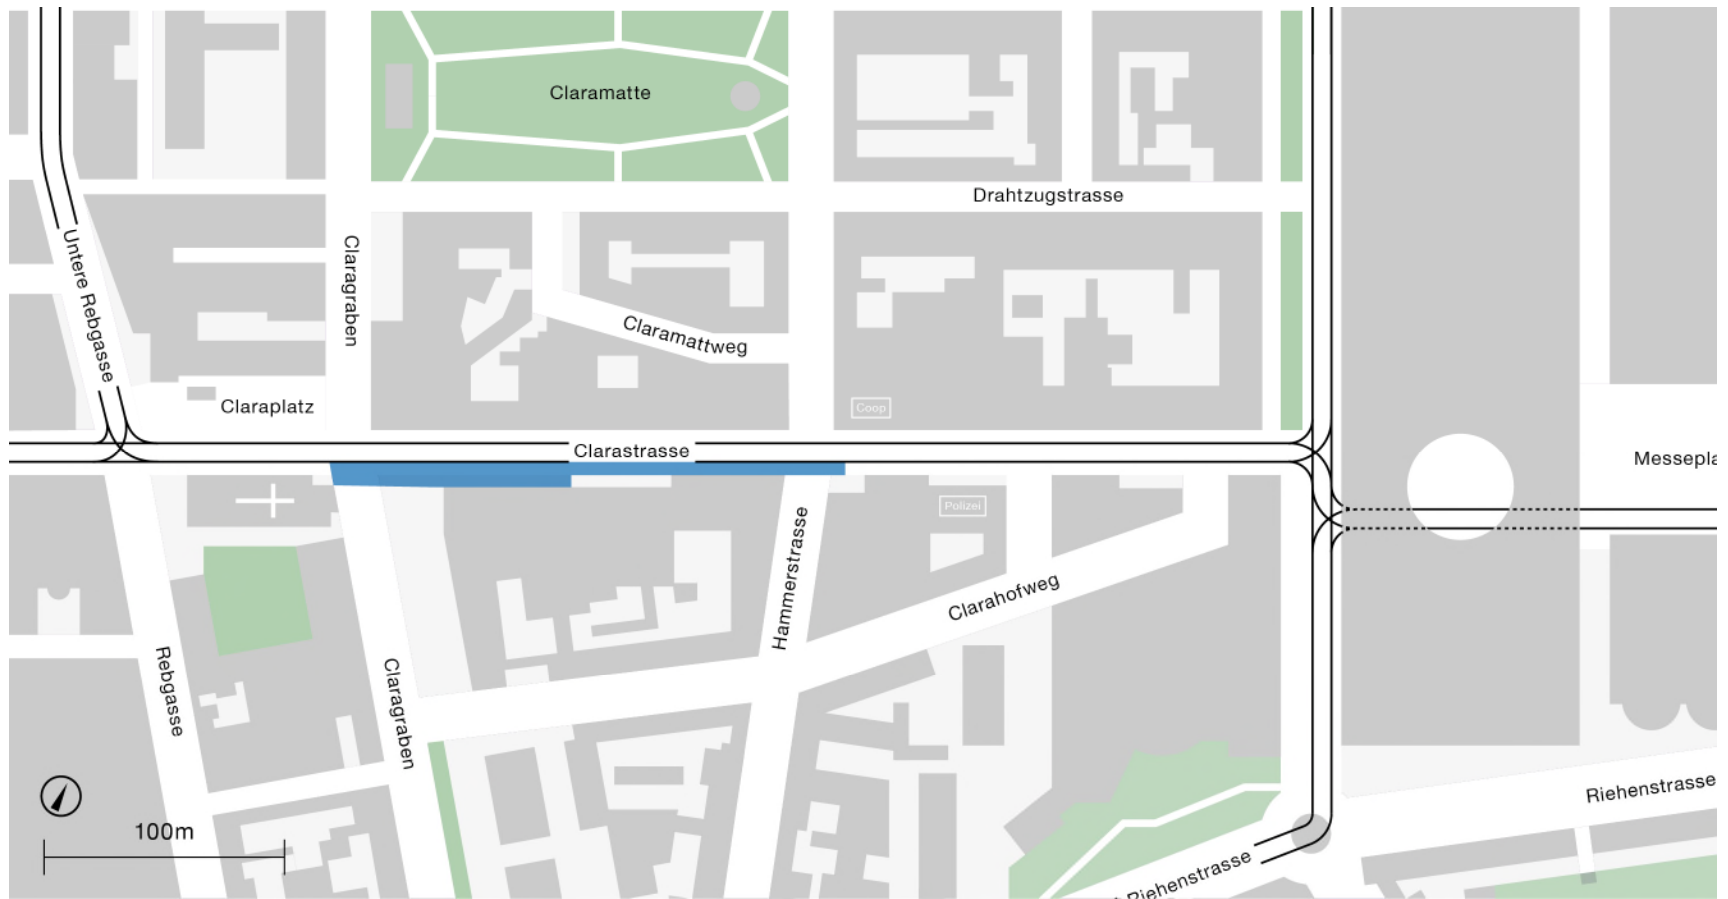 Claramatte
Drahtzugstrasse
Untere Rebgasse
Claragraben
Claramattweg
Claraplatz
Coop
Clarastrasse
Messepla
Polizei
Hammerstrasse
Clarahofweg
Rebgasse
Claragraben
Riehenstrasse
100m
Riehenstrasse